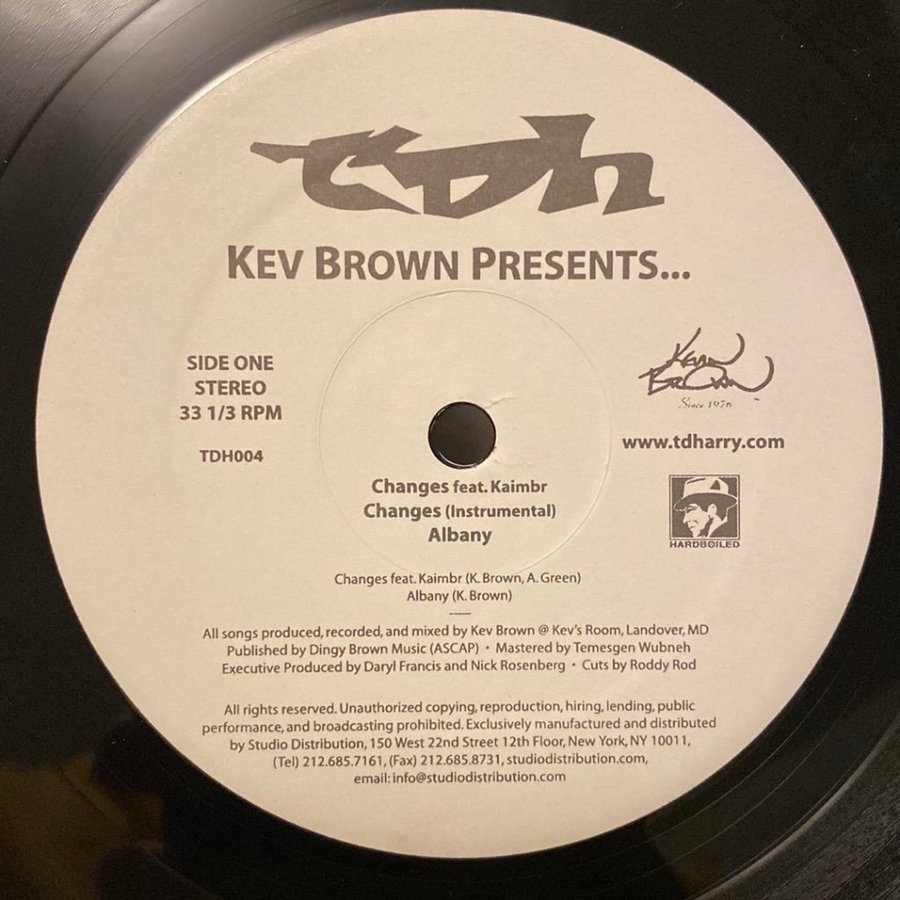 TDh
KEV BROWN PRESENTS...
SIDE ONE
STEREO
33 1/3 RPM
TDH004
Kevin
Brown
Since 1976
www.tdharry.com
HARDBOILED
Changes feat. Kaimbr
Changes (Instrumental)
Albany
Changes feat. Kaimbr (K. Brown, A. Green)
Albany (K. Brown)
All songs produced, recorded, and mixed by Kev Brown @ Kev's Room, Landover, MD
Published by Dingy Brown Music (ASCAP) • Mastered by Temesgen Wubneh
Executive Produced by Daryl Francis and Nick Rosenberg • Cuts by Roddy Rod
All rights reserved. Unauthorized copying, reproduction, hiring, lending, public
performance, and broadcasting prohibited. Exclusively manufactured and distributed
by Studio Distribution, 150 West 22nd Street 12th Floor, New York, NY 10011,
(Tel) 212.685.7161, (Fax) 212.685.8731, studiodistribution.com,
email: info@studiodistribution.com